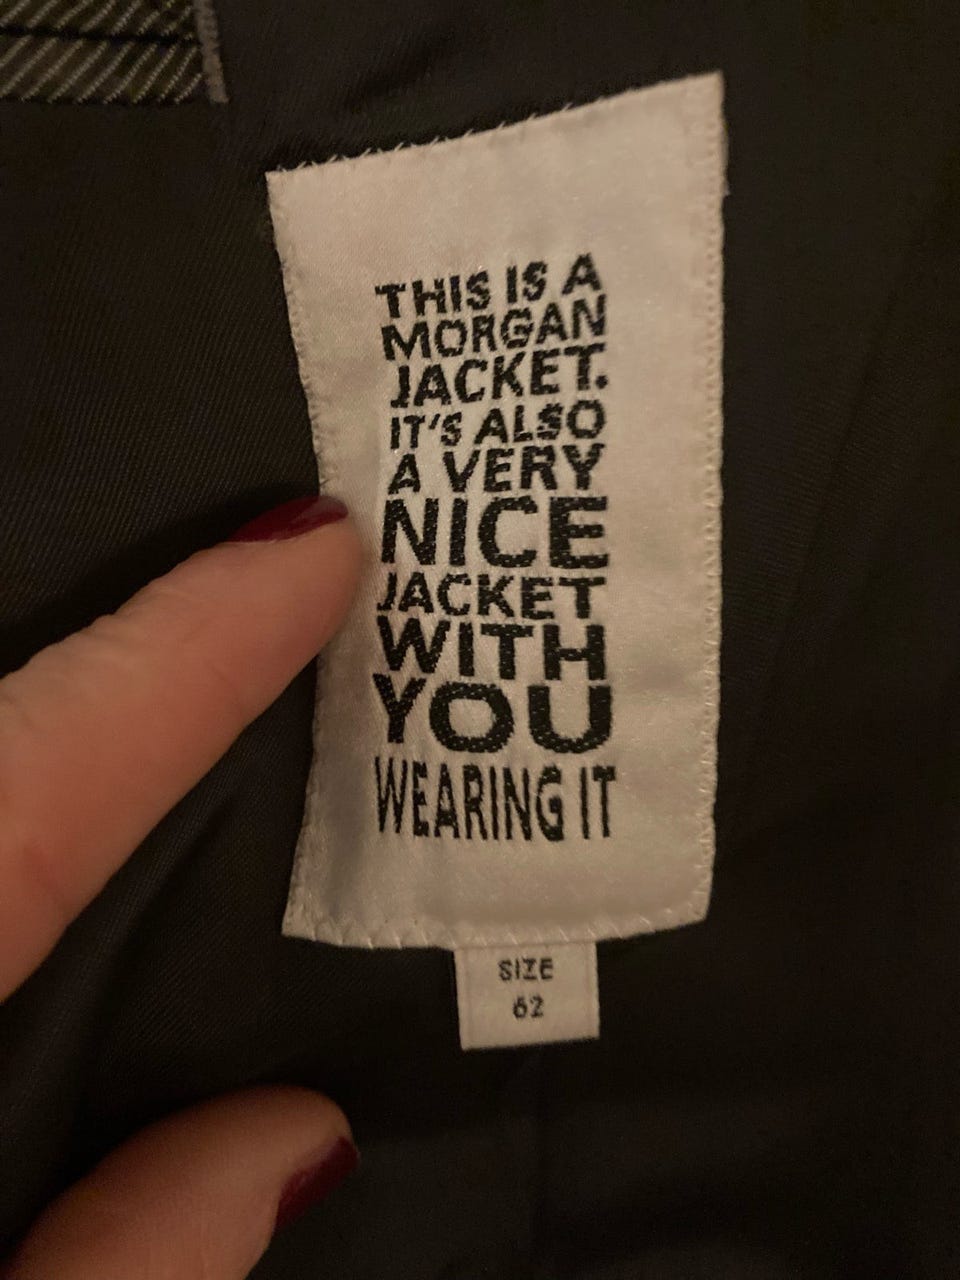 THIS IS A
MORGAN
JACKET.
IT'S ALSO
A VERY
NICE
JACKET
WITH
YOU
WEARING IT
SIZE
62